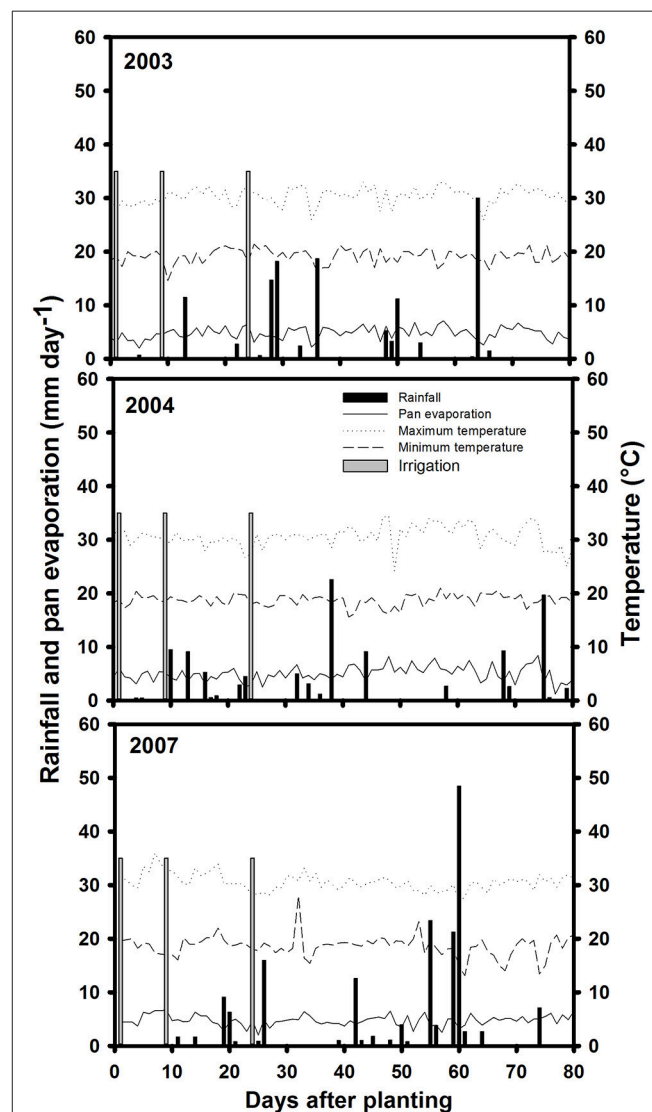 60 60
2003
50 50
40 40
30 30
20 20
10 10
0 0
60 60
2004
50 50
40 40
30 30
20 20
10 10
0 0
60 60
2007
50 50
40 40
30 30
20 20
10 10
0 0
0 10 20 30 40 50 60 70 80
Days after planting
Rainfall and pan evaporation (mm day-1)
Temperature (°C)
Rainfall
Pan evaporation
Maximum temperature
Minimum temperature
Irrigation